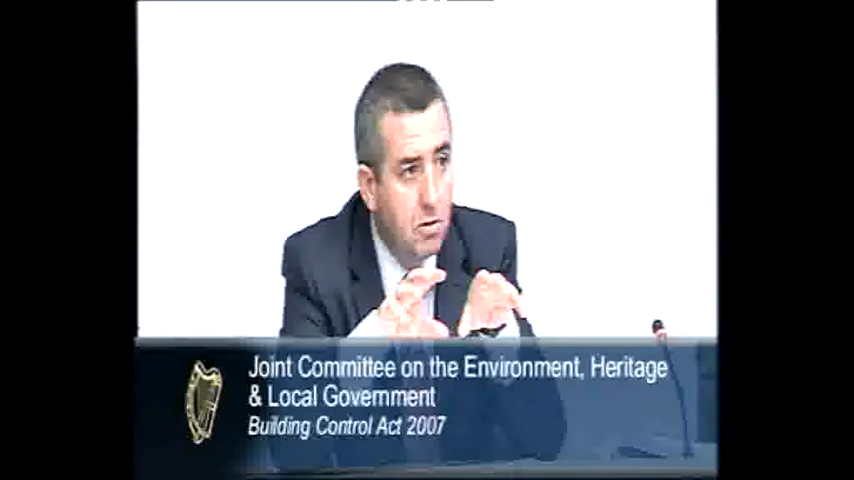 Joint Committee on the Environment, Heritage
& Local Government
Building Control Act 2007